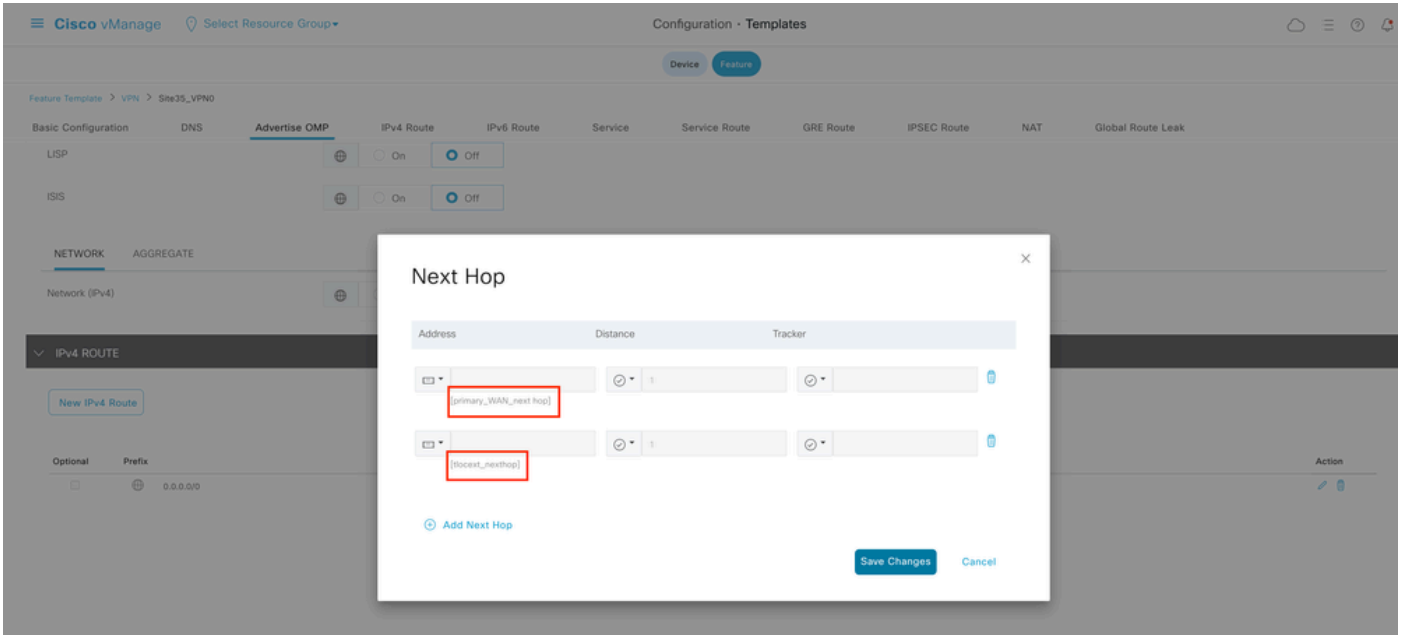 Cisco vManage Select Resource Group Configuration · Templates
Device Feature
Feature Template > VPN > Site35_VPN0
Basic Configuration DNS Advertise OMP IPv4 Route IPv6 Route Service Service Route GRE Route IPSEC Route NAT Global Route Leak
LISP On Off
ISIS On Off
NETWORK AGGREGATE
Network (IPv4)
IPv4 ROUTE
New IPv4 Route
Optional Prefix Action
0.0.0.0/0
Next Hop
Address Distance Tracker
1
[primary_WAN_next hop]
1
[tlocext_nexthop]
Add Next Hop
Save Changes Cancel